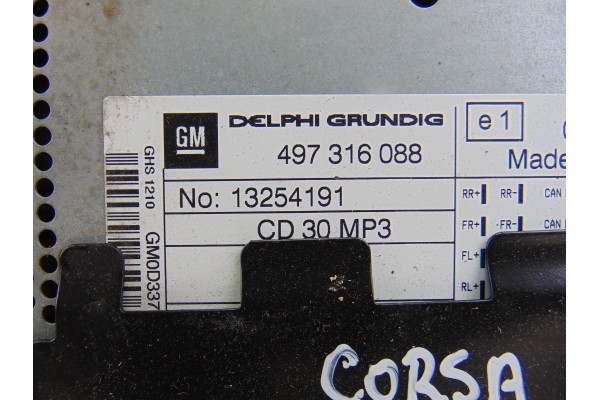 GM
DELPHI GRUNDIG
497 316 088
e1
Made
No: 13254191
CD 30 MP3
RR+ RR- CAN
FR+ FR- CAN
FL+
RL+
GHS 1210
GM0D337
CORSA